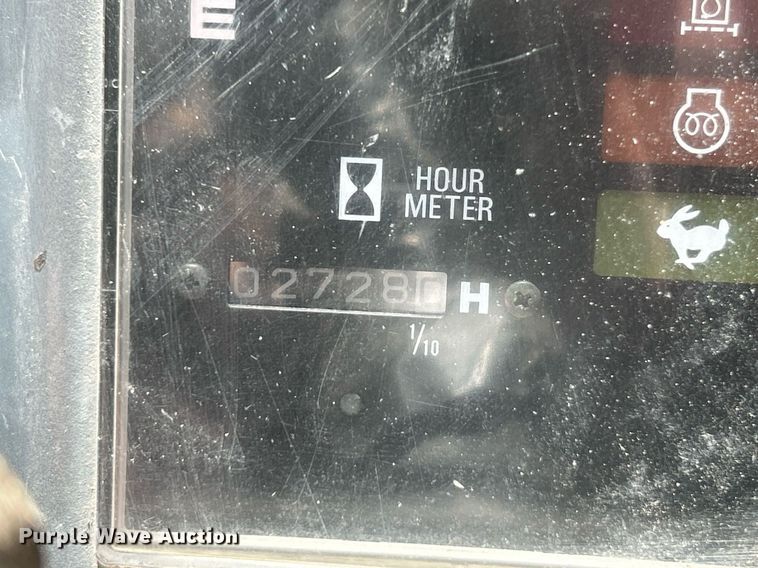 E
HOUR
METER
02728 H
1/10
Purple Wave Auction